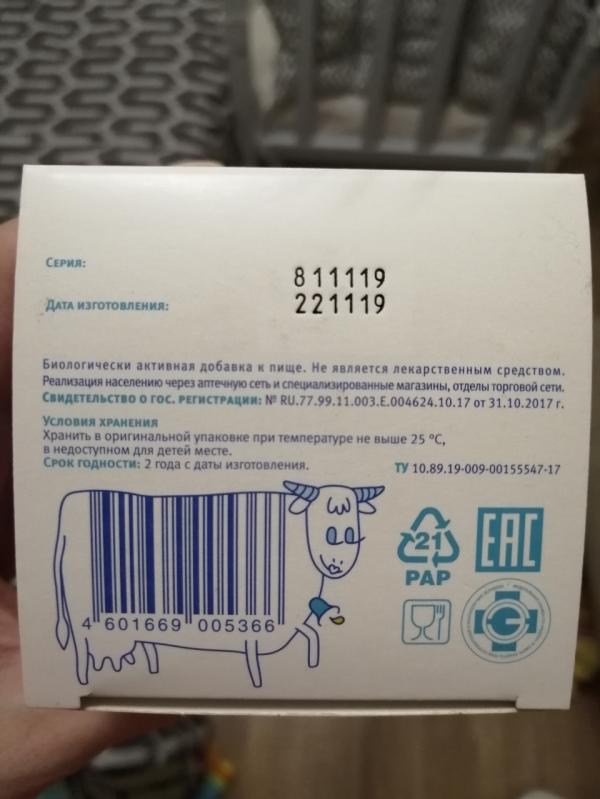 Серия:
811119
Дата изготовления:
221119
Биологически активная добавка к пище. Не является лекарственным средством.
Реализация населению через аптечную сеть и специализированные магазины, отделы торговой сети.
Свидетельство о гос. регистрации: № RU.77.99.11.003.Е.004624.10.17 от 31.10.2017 г.
Условия хранения
Хранить в оригинальной упаковке при температуре не выше 25 °C,
в недоступном для детей месте.
Срок годности: 2 года с даты изготовления.
ТУ 10.89.19-009-00155547-17
21
PAP
EAC
4 601669 005366